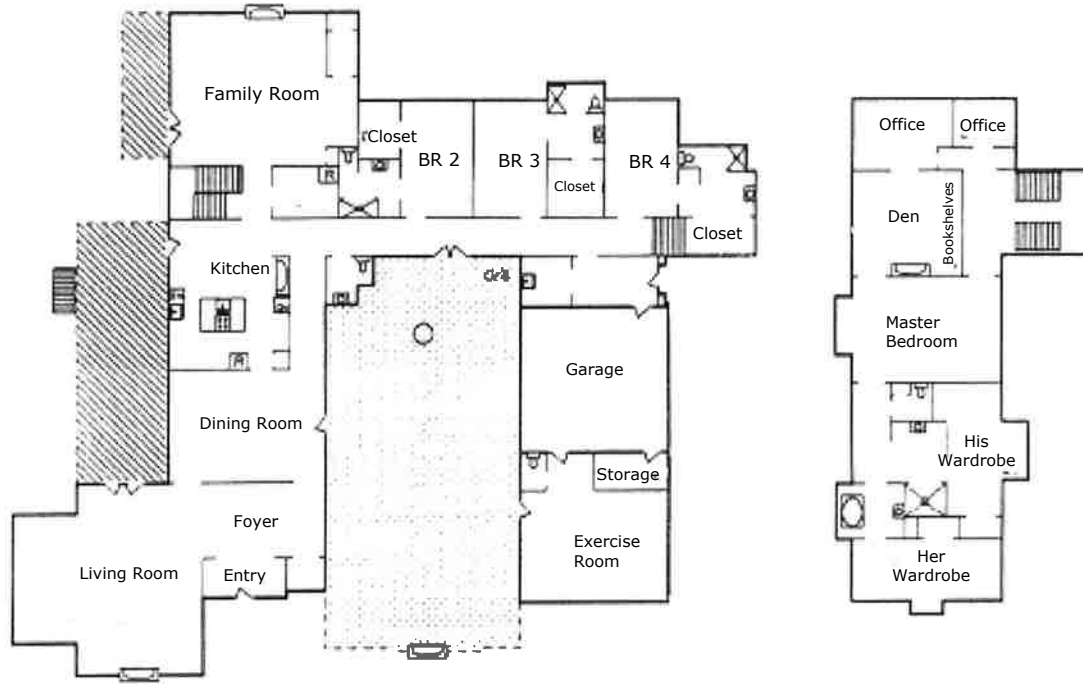 Family Room
Closet
BR 2
BR 3
Closet
BR 4
Closet
Kitchen
Dining Room
Garage
Storage
Foyer
Exercise
Room
Living Room
Entry
Office
Office
Den
Bookshelves
Master
Bedroom
His
Wardrobe
Her
Wardrobe